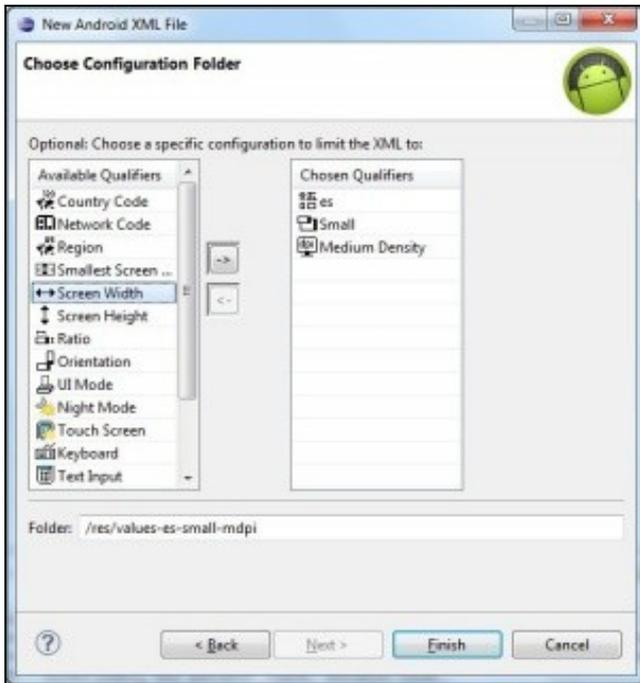 New Android XML File
Choose Configuration Folder
Optional: Choose a specific configuration to limit the XML to:
Available Qualifiers
Country Code
Network Code
Region
Smallest Screen ...
Screen Width
Screen Height
Ratio
Orientation
UI Mode
Night Mode
Touch Screen
Keyboard
Text Input
->
<-
Chosen Qualifiers
es
Small
Medium Density
Folder: /res/values-es-small-mdpi
?
< Back
Next >
Finish
Cancel